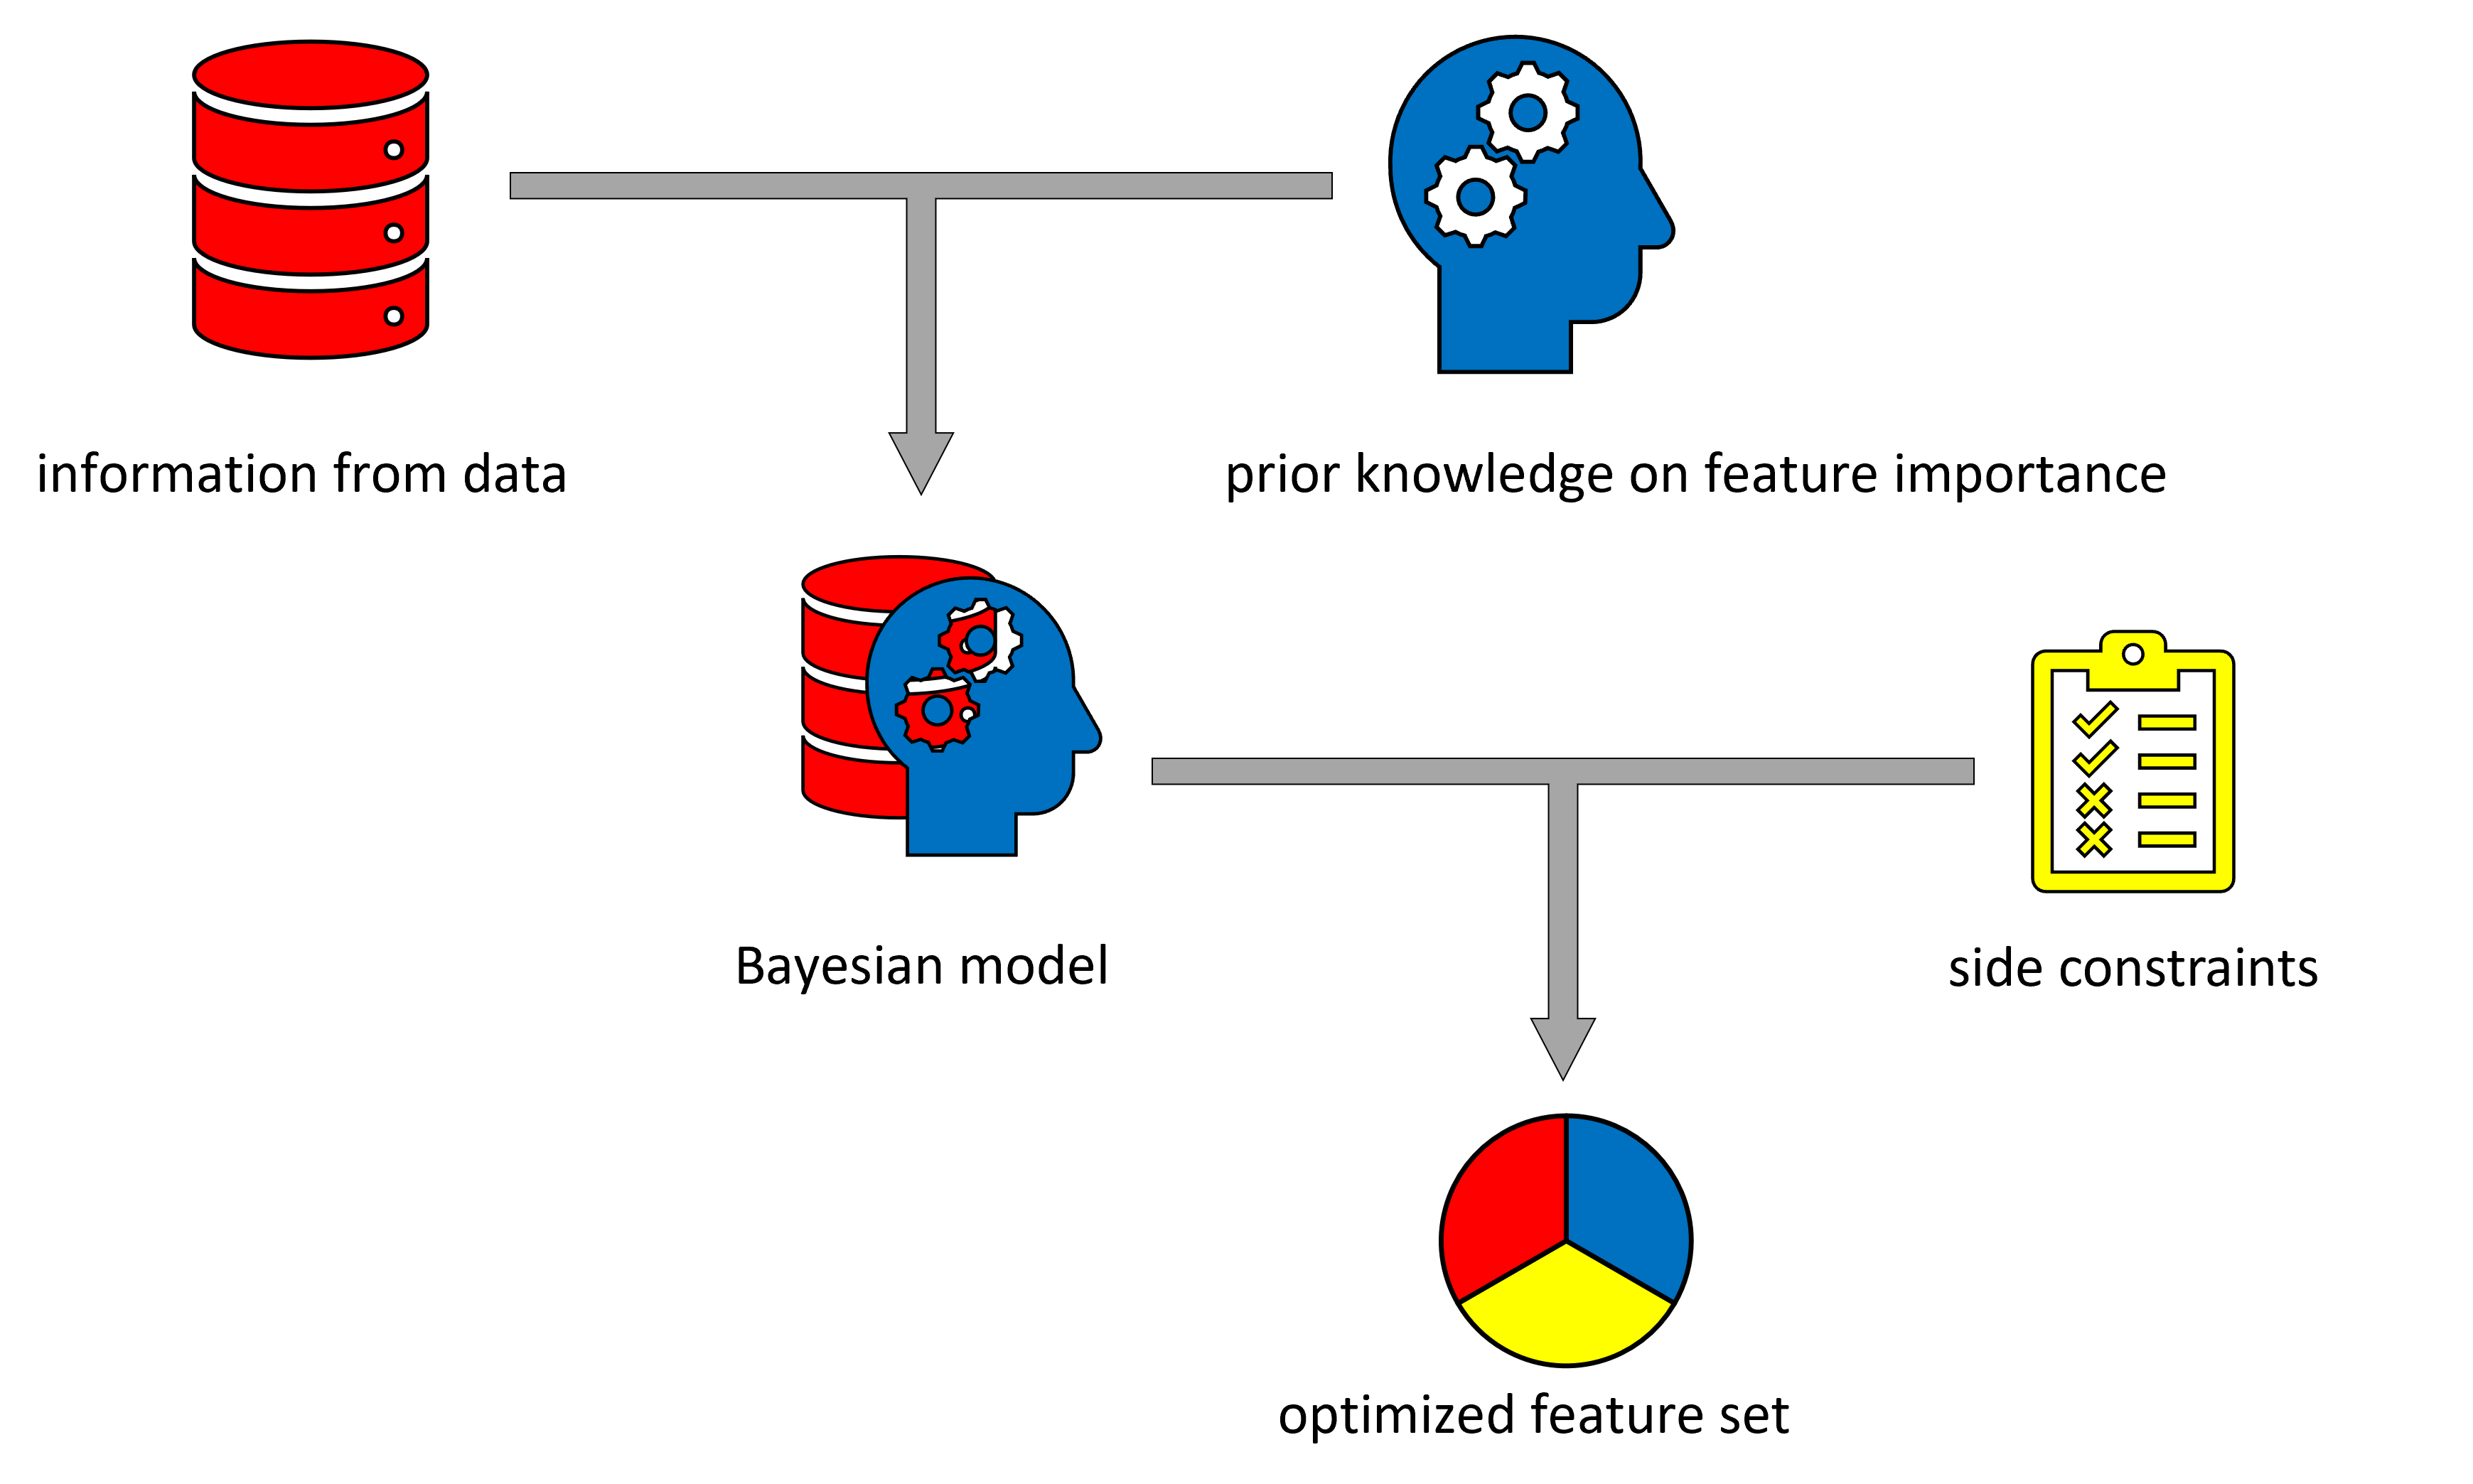 information from data
prior knowledge on feature importance
Bayesian model
side constraints
optimized feature set